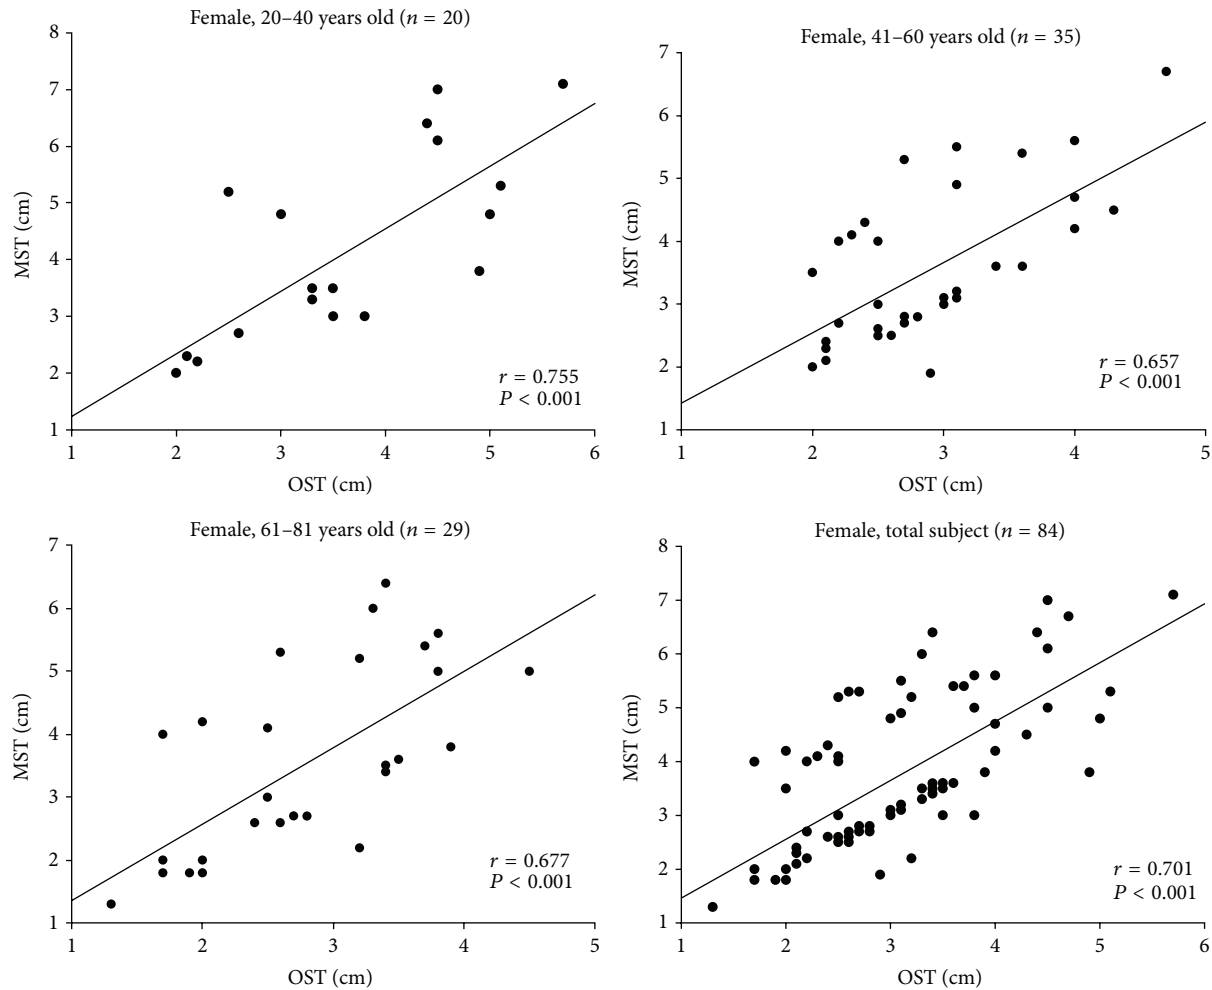 Female, 20–40 years old (n = 20)
8
7
6
5
4
3
2
1
MST (cm)
r = 0.755
P < 0.001
1 2 3 4 5 6
OST (cm)
Female, 41–60 years old (n = 35)
7
6
5
4
3
2
1
MST (cm)
r = 0.657
P < 0.001
1 2 3 4 5
OST (cm)
Female, 61–81 years old (n = 29)
7
6
5
4
3
2
1
MST (cm)
r = 0.677
P < 0.001
1 2 3 4 5
OST (cm)
Female, total subject (n = 84)
8
7
6
5
4
3
2
1
MST (cm)
r = 0.701
P < 0.001
1 2 3 4 5 6
OST (cm)